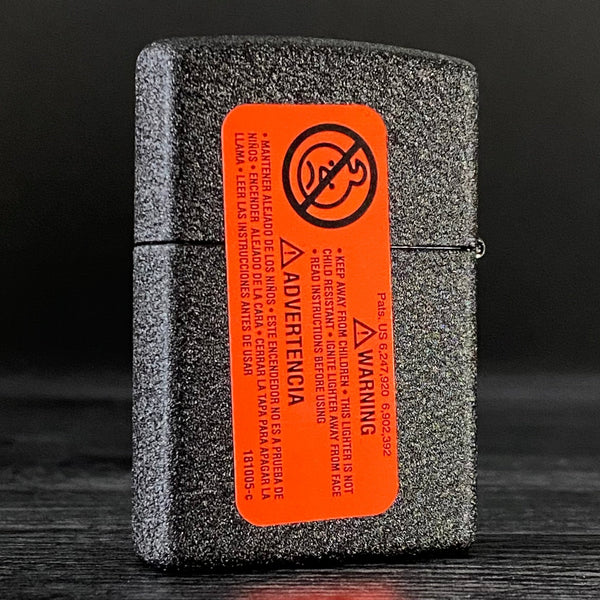 Pats. US 6,247,920 6,902,392
WARNING
• KEEP AWAY FROM CHILDREN • THIS LIGHTER IS NOT
CHILD RESISTANT • IGNITE LIGHTER AWAY FROM FACE
• READ INSTRUCTIONS BEFORE USING
ADVERTENCIA
• MANTENER ALEJADO DE LOS NIÑOS • ESTE ENCENDEDOR NO ES A PRUEBA DE
NIÑOS • ENCENDER ALEJADO DE LA CARA • CERRAR LA TAPA PARA APAGAR LA
LLAMA • LEER LAS INSTRUCCIONES ANTES DE USAR
181005-c